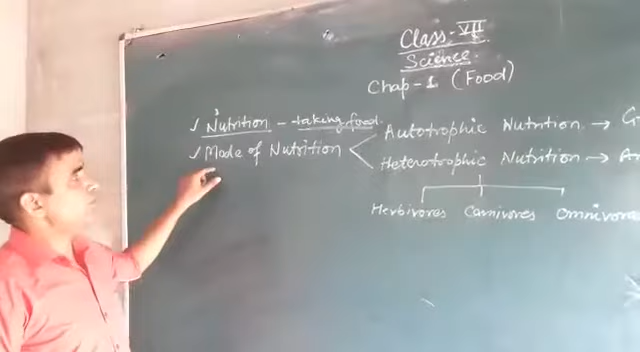 Class-VII
Science
Chap-1 (Food)
✓ Nutrition - taking food.
✓ Mode of Nutrition
Autotrophic Nutrition →
Heterotrophic Nutrition →
Herbivores Carnivores Omnivores